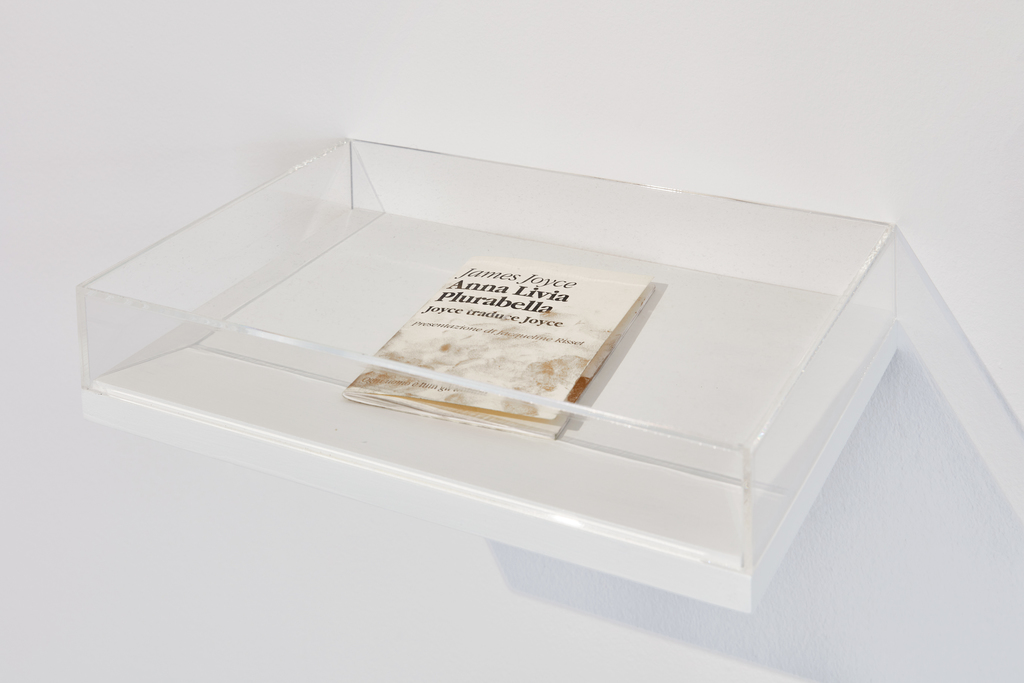 James Joyce
Anna Livia
Plurabella
Joyce traduce Joyce
presentazione di Jacqueline Risset